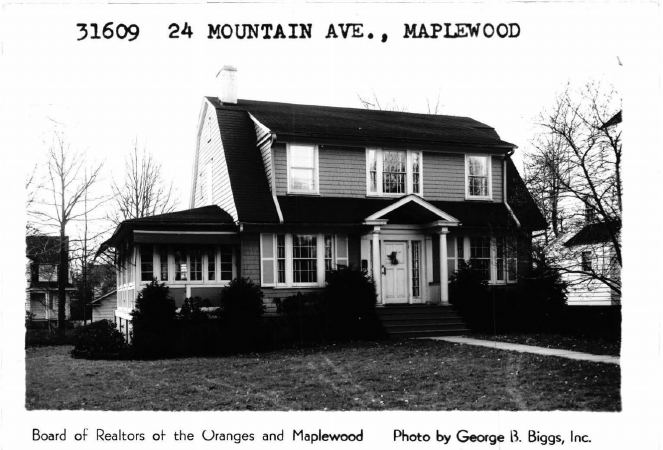 31609 24 MOUNTAIN AVE., MAPLEWOOD
Board of Realtors of the Oranges and Maplewood Photo by George B. Biggs, Inc.